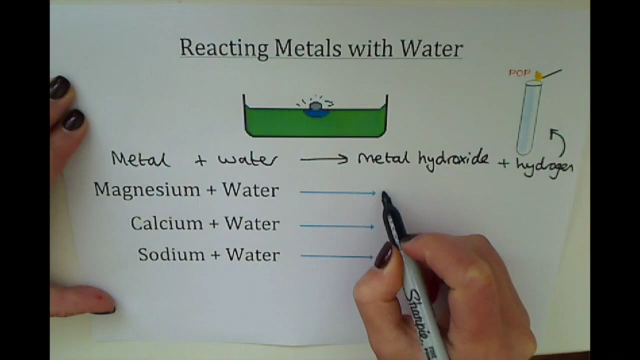 Reacting Metals with Water
POP
Metal + water → metal hydroxide + hydrogen
Magnesium + Water →
Calcium + Water →
Sodium + Water →
Sharpie